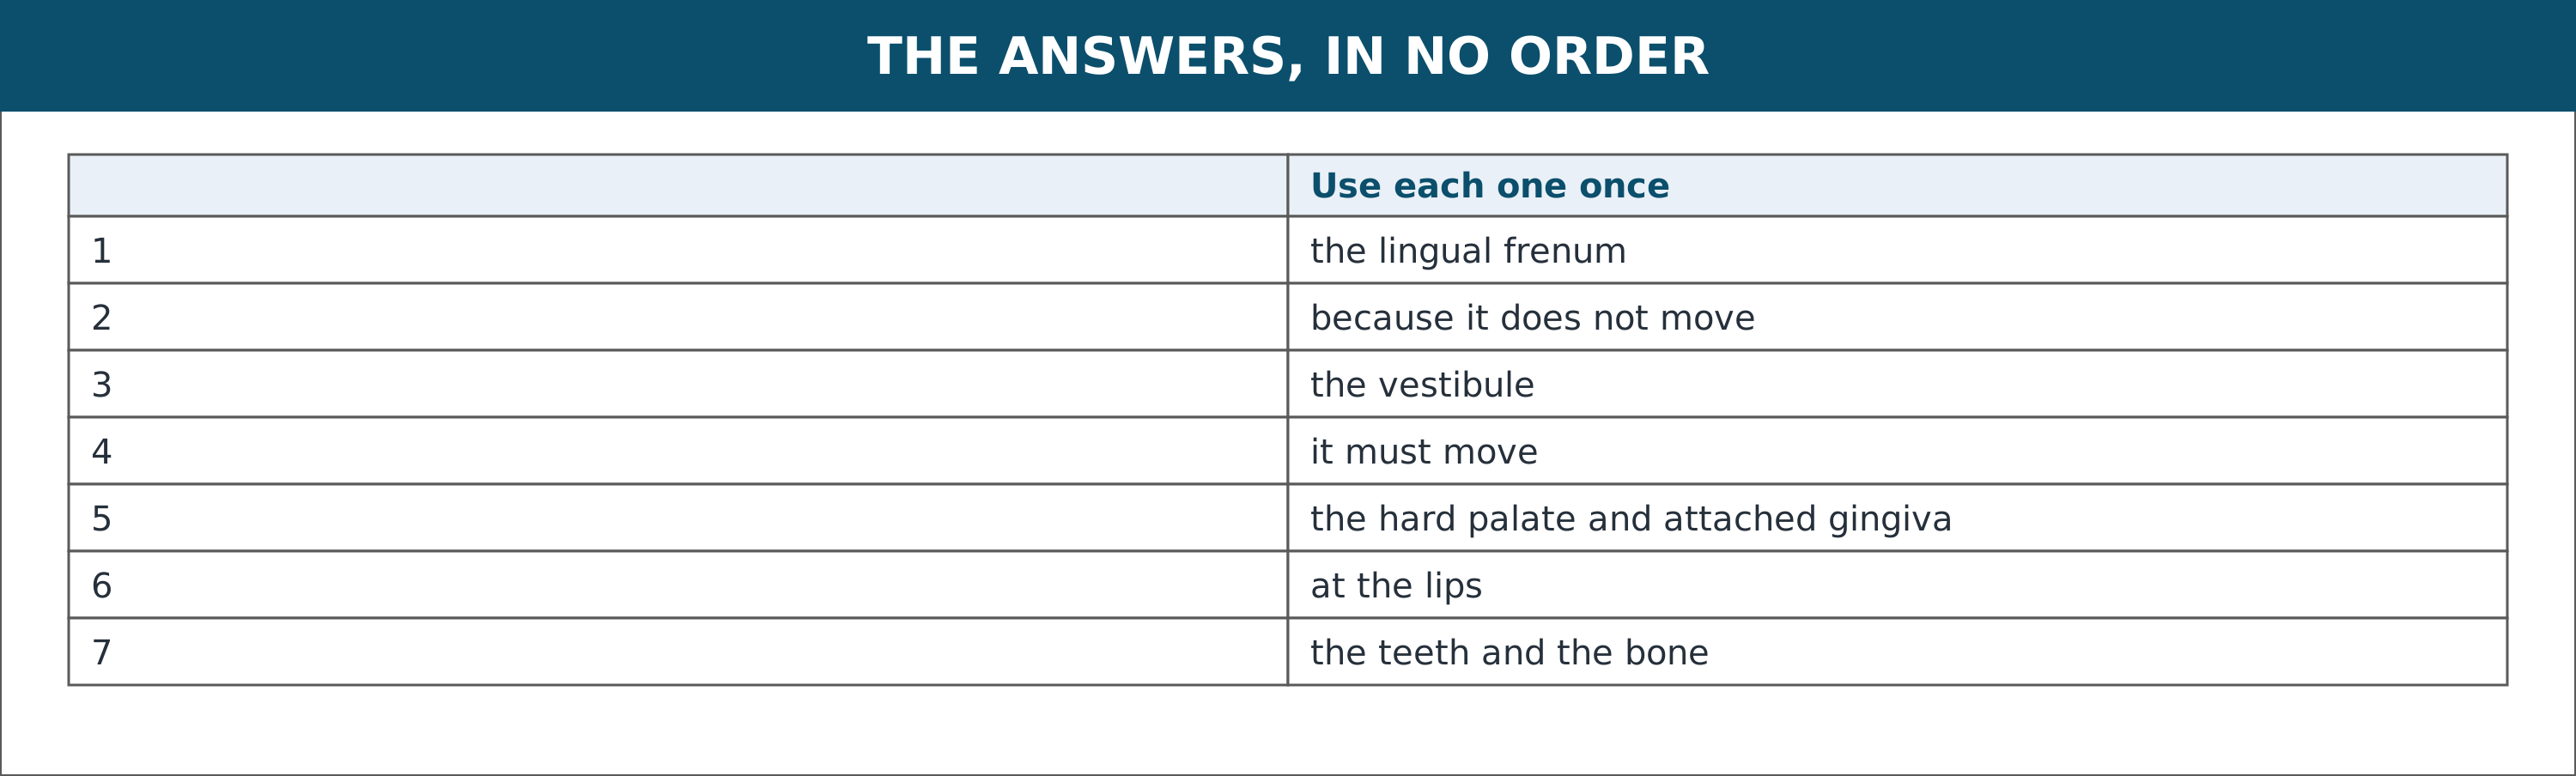 THE ANSWERS, IN NO ORDER
Use each one once
1 the lingual frenum
2 because it does not move
3 the vestibule
4 it must move
5 the hard palate and attached gingiva
6 at the lips
7 the teeth and the bone